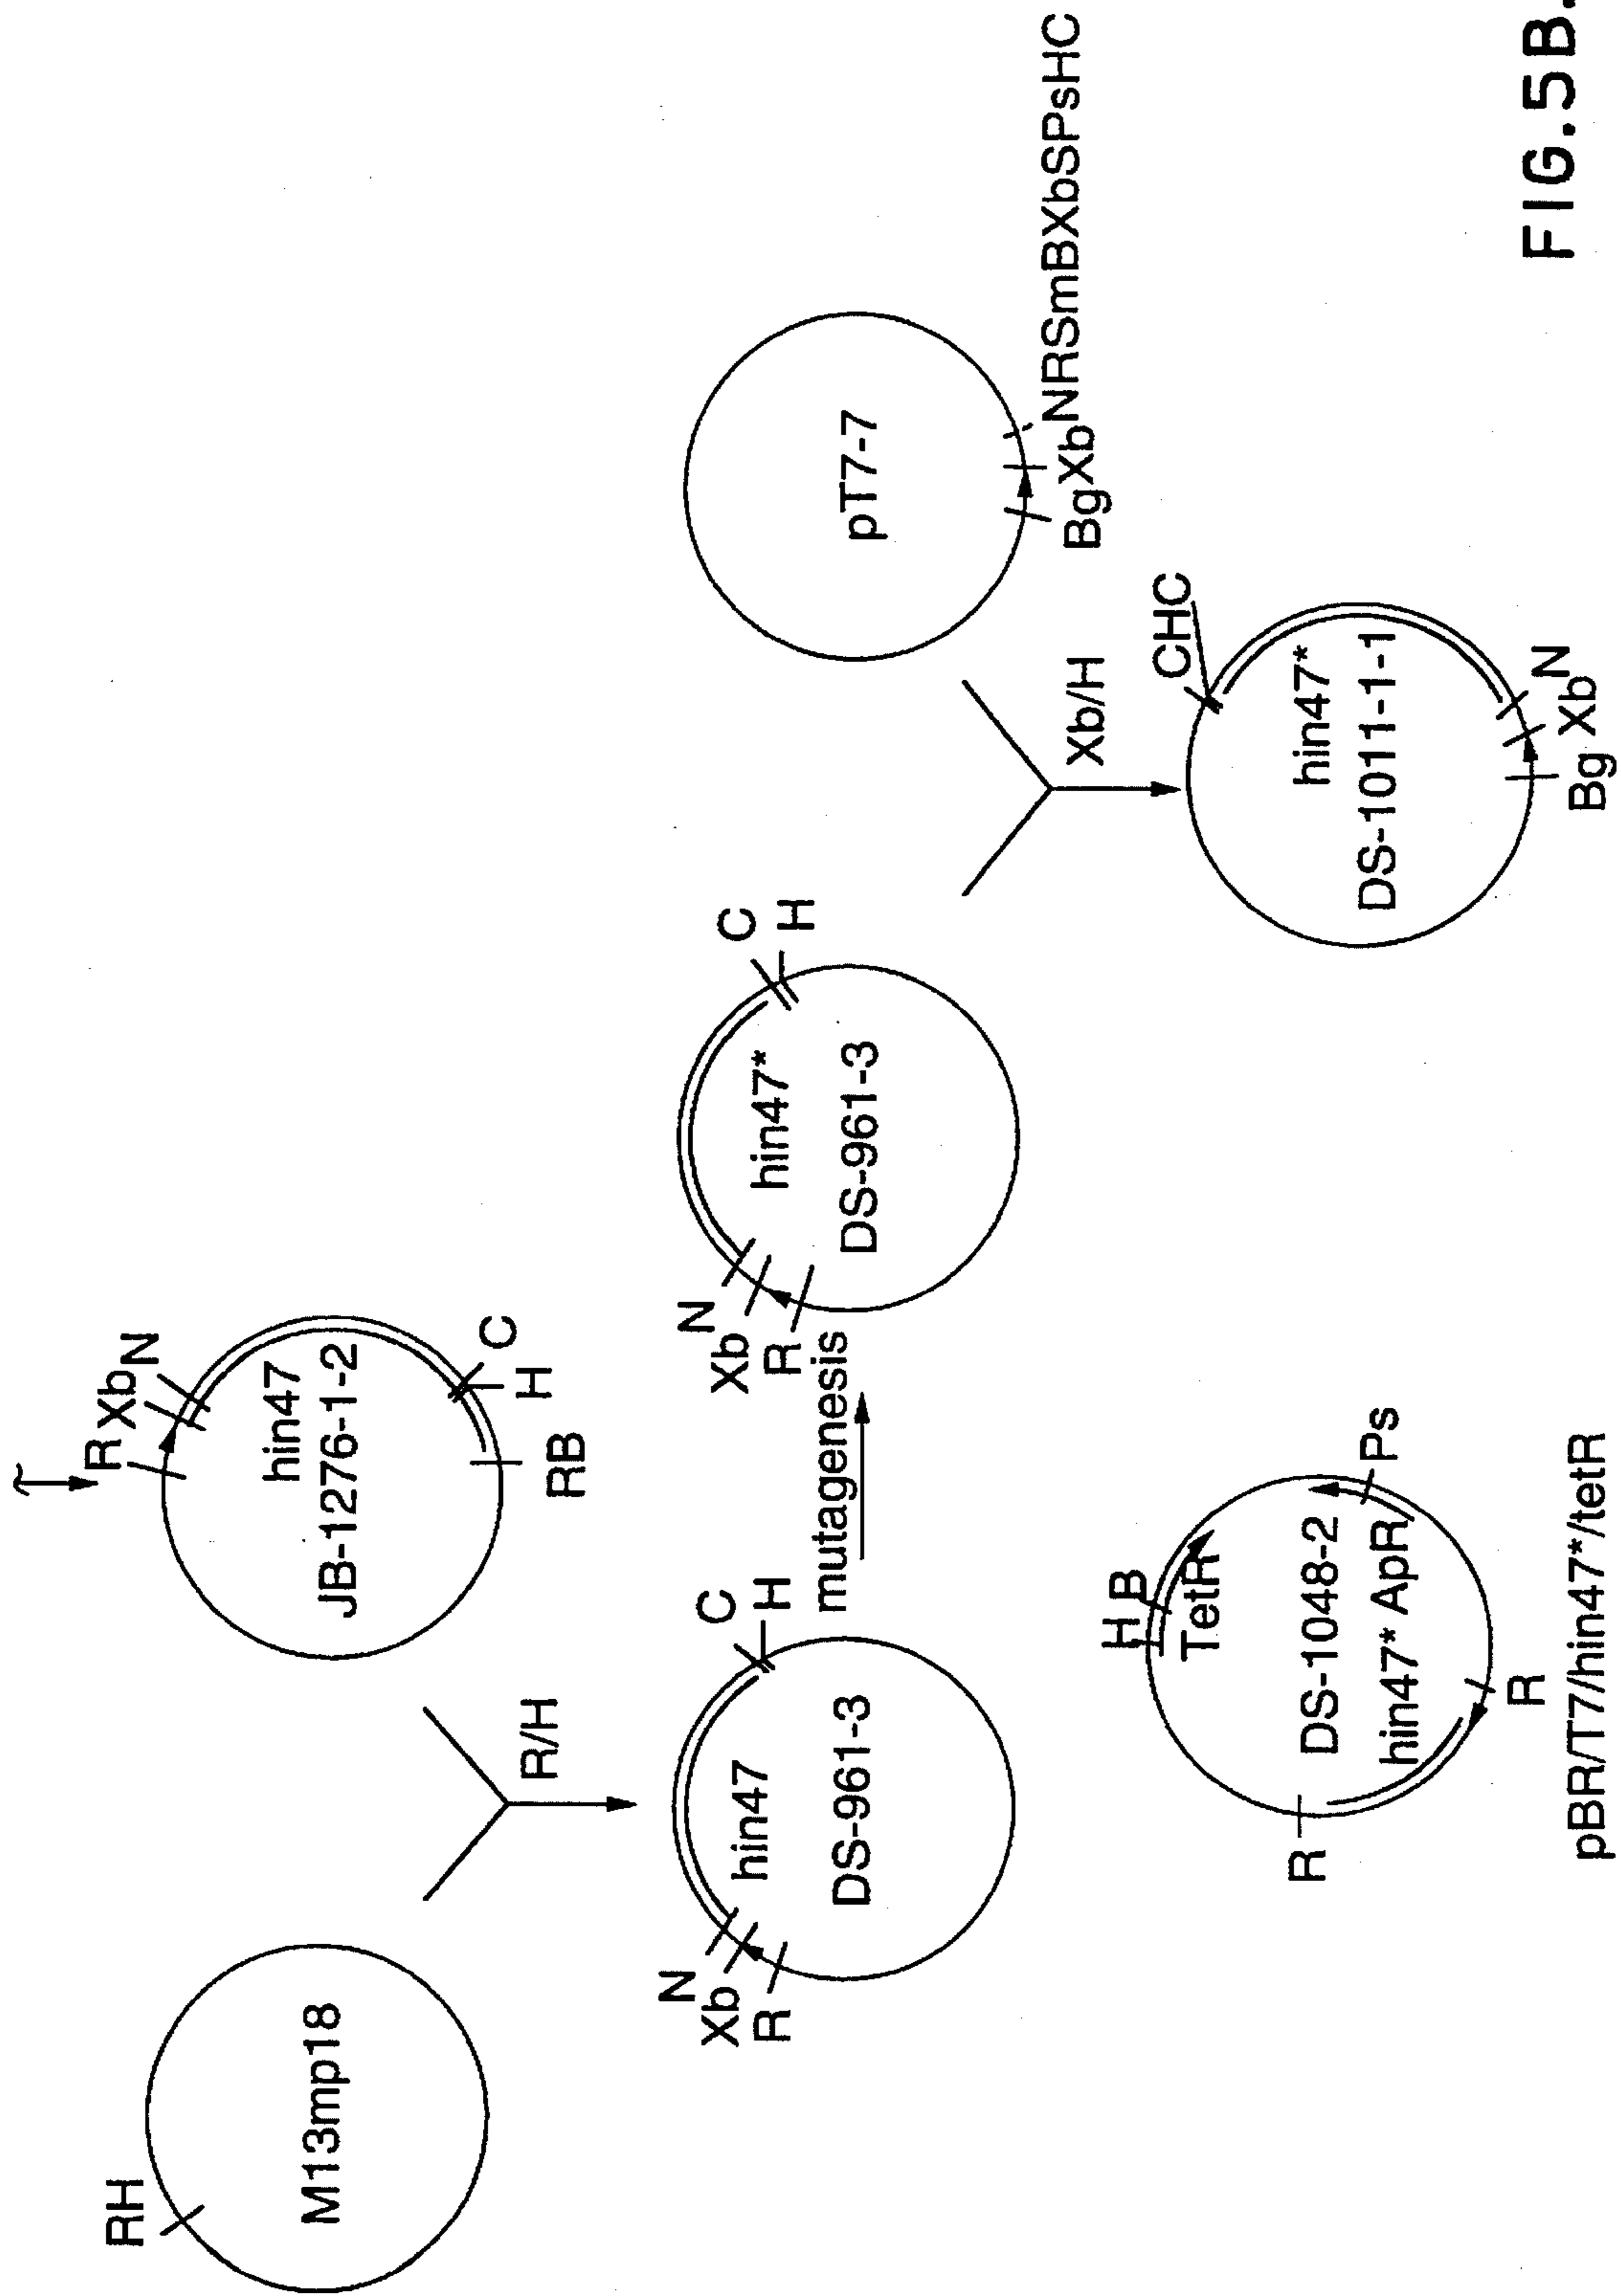 RH
M13mp18
R Xb N
hin47
JB-1276-1-2
C
H
RB
R/H
N
Xb
R
hin47
DS-961-3
C
H
mutagenesis
N
Xb
R
hin47*
DS-961-3
C
H
pT7-7
Bg Xb NRSmBXbSPsHC
Xb/H
CHC
hin47*
DS-1011-1-1
Bg Xb N
H B
TetR
DS-1048-2
hin47* ApR
Ps
R
R
pBR/T7/hin47*/tetR
FIG.5B.